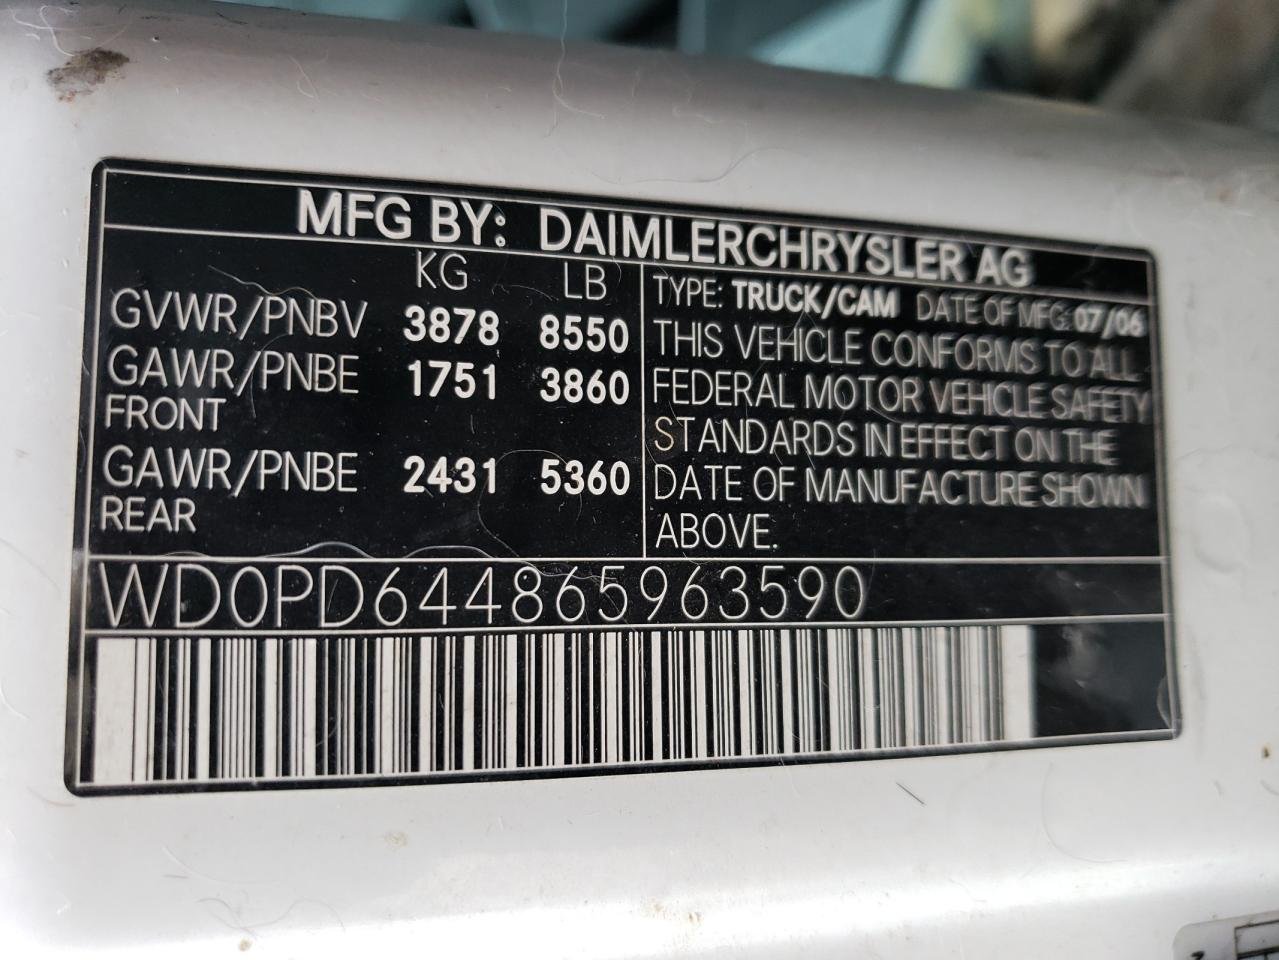 MFG BY: DAIMLERCHRYSLER AG
KG LB
GVWR/PNBV 3878 8550
GAWR/PNBE 1751 3860
FRONT
GAWR/PNBE 2431 5360
REAR
TYPE: TRUCK/CAM DATE OF MFG: 07/06
THIS VEHICLE CONFORMS TO ALL
FEDERAL MOTOR VEHICLE SAFETY
STANDARDS IN EFFECT ON THE
DATE OF MANUFACTURE SHOWN
ABOVE.
WD0PD644865963590